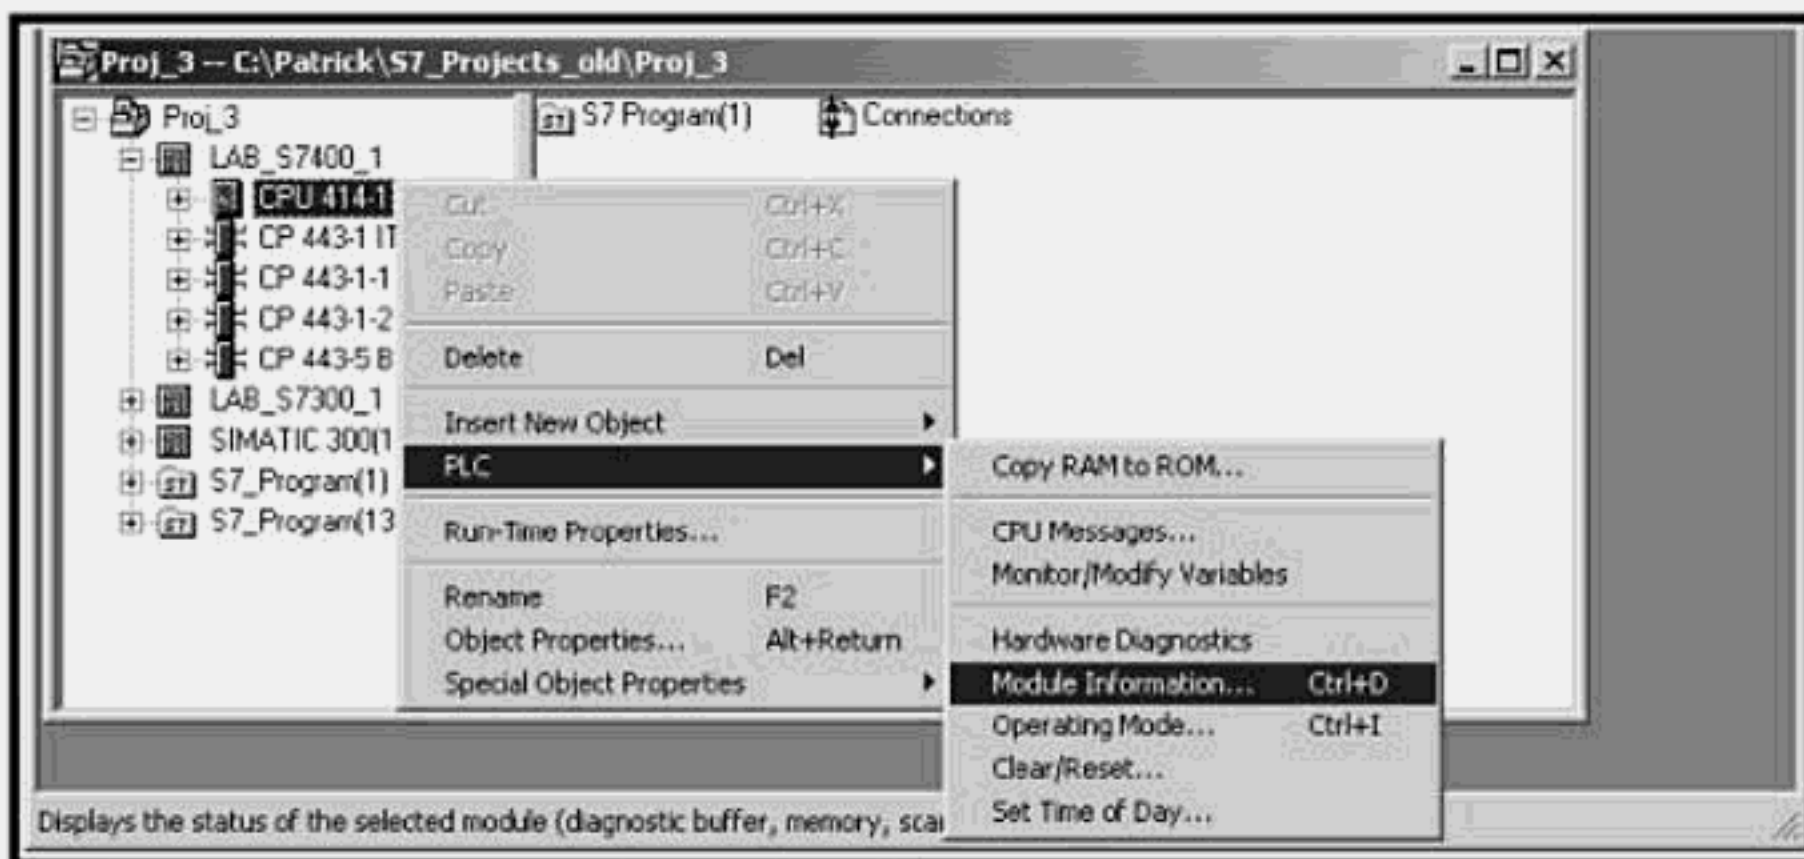 Proj_3 -- C:\Patrick\S7_Projects_old\Proj_3
Proj_3
LAB_S7400_1
CPU 414-1
CP 443-1 IT
CP 443-1-1
CP 443-1-2
CP 443-5 B
LAB_S7300_1
SIMATIC 300(1
S7_Program(1)
S7_Program(13
S7 Program(1) Connections
Cut Ctrl+X
Copy Ctrl+C
Paste Ctrl+V
Delete Del
Insert New Object
PLC
Run-Time Properties...
Rename F2
Object Properties... Alt+Return
Special Object Properties
Copy RAM to ROM...
CPU Messages...
Monitor/Modify Variables
Hardware Diagnostics
Module Information... Ctrl+D
Operating Mode... Ctrl+I
Clear/Reset...
Set Time of Day...
Displays the status of the selected module (diagnostic buffer, memory, scan